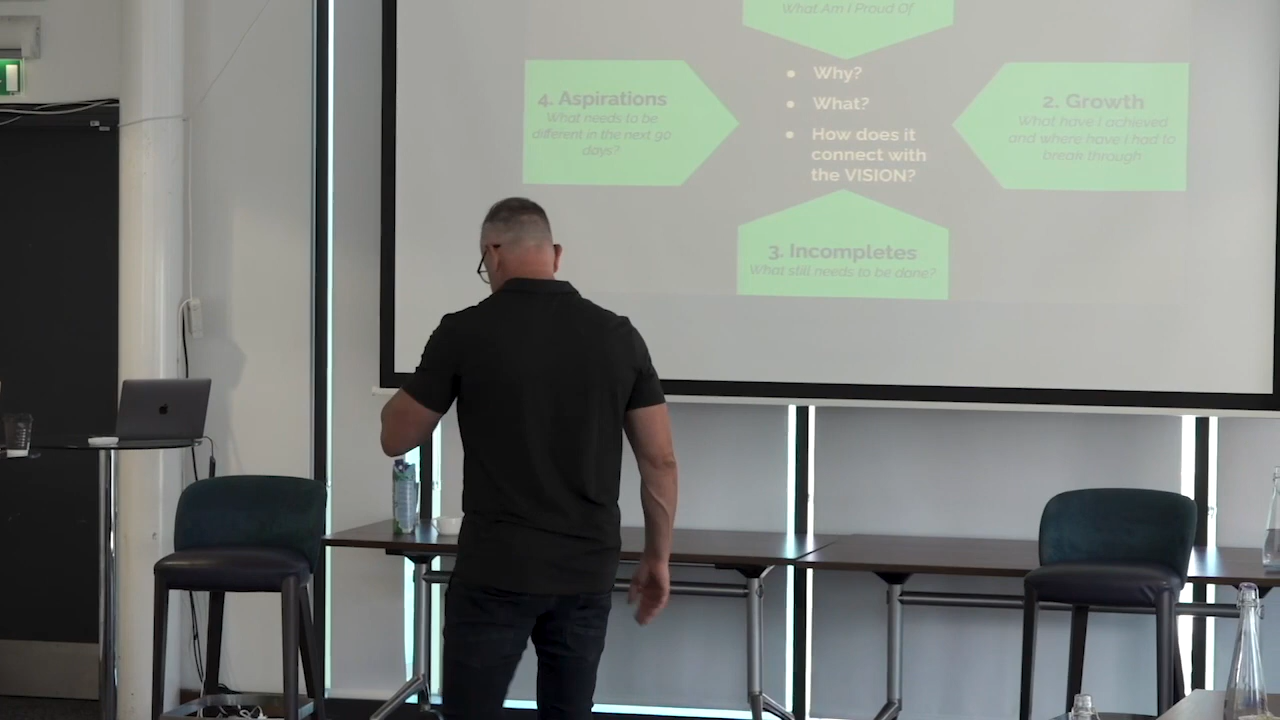 What Am I Proud Of
• Why?
• What?
• How does it
connect with
the VISION?
4. Aspirations
What needs to be
different in the next 90
days?
2. Growth
What have I achieved
and where have I had to
break through
3. Incompletes
What still needs to be done?